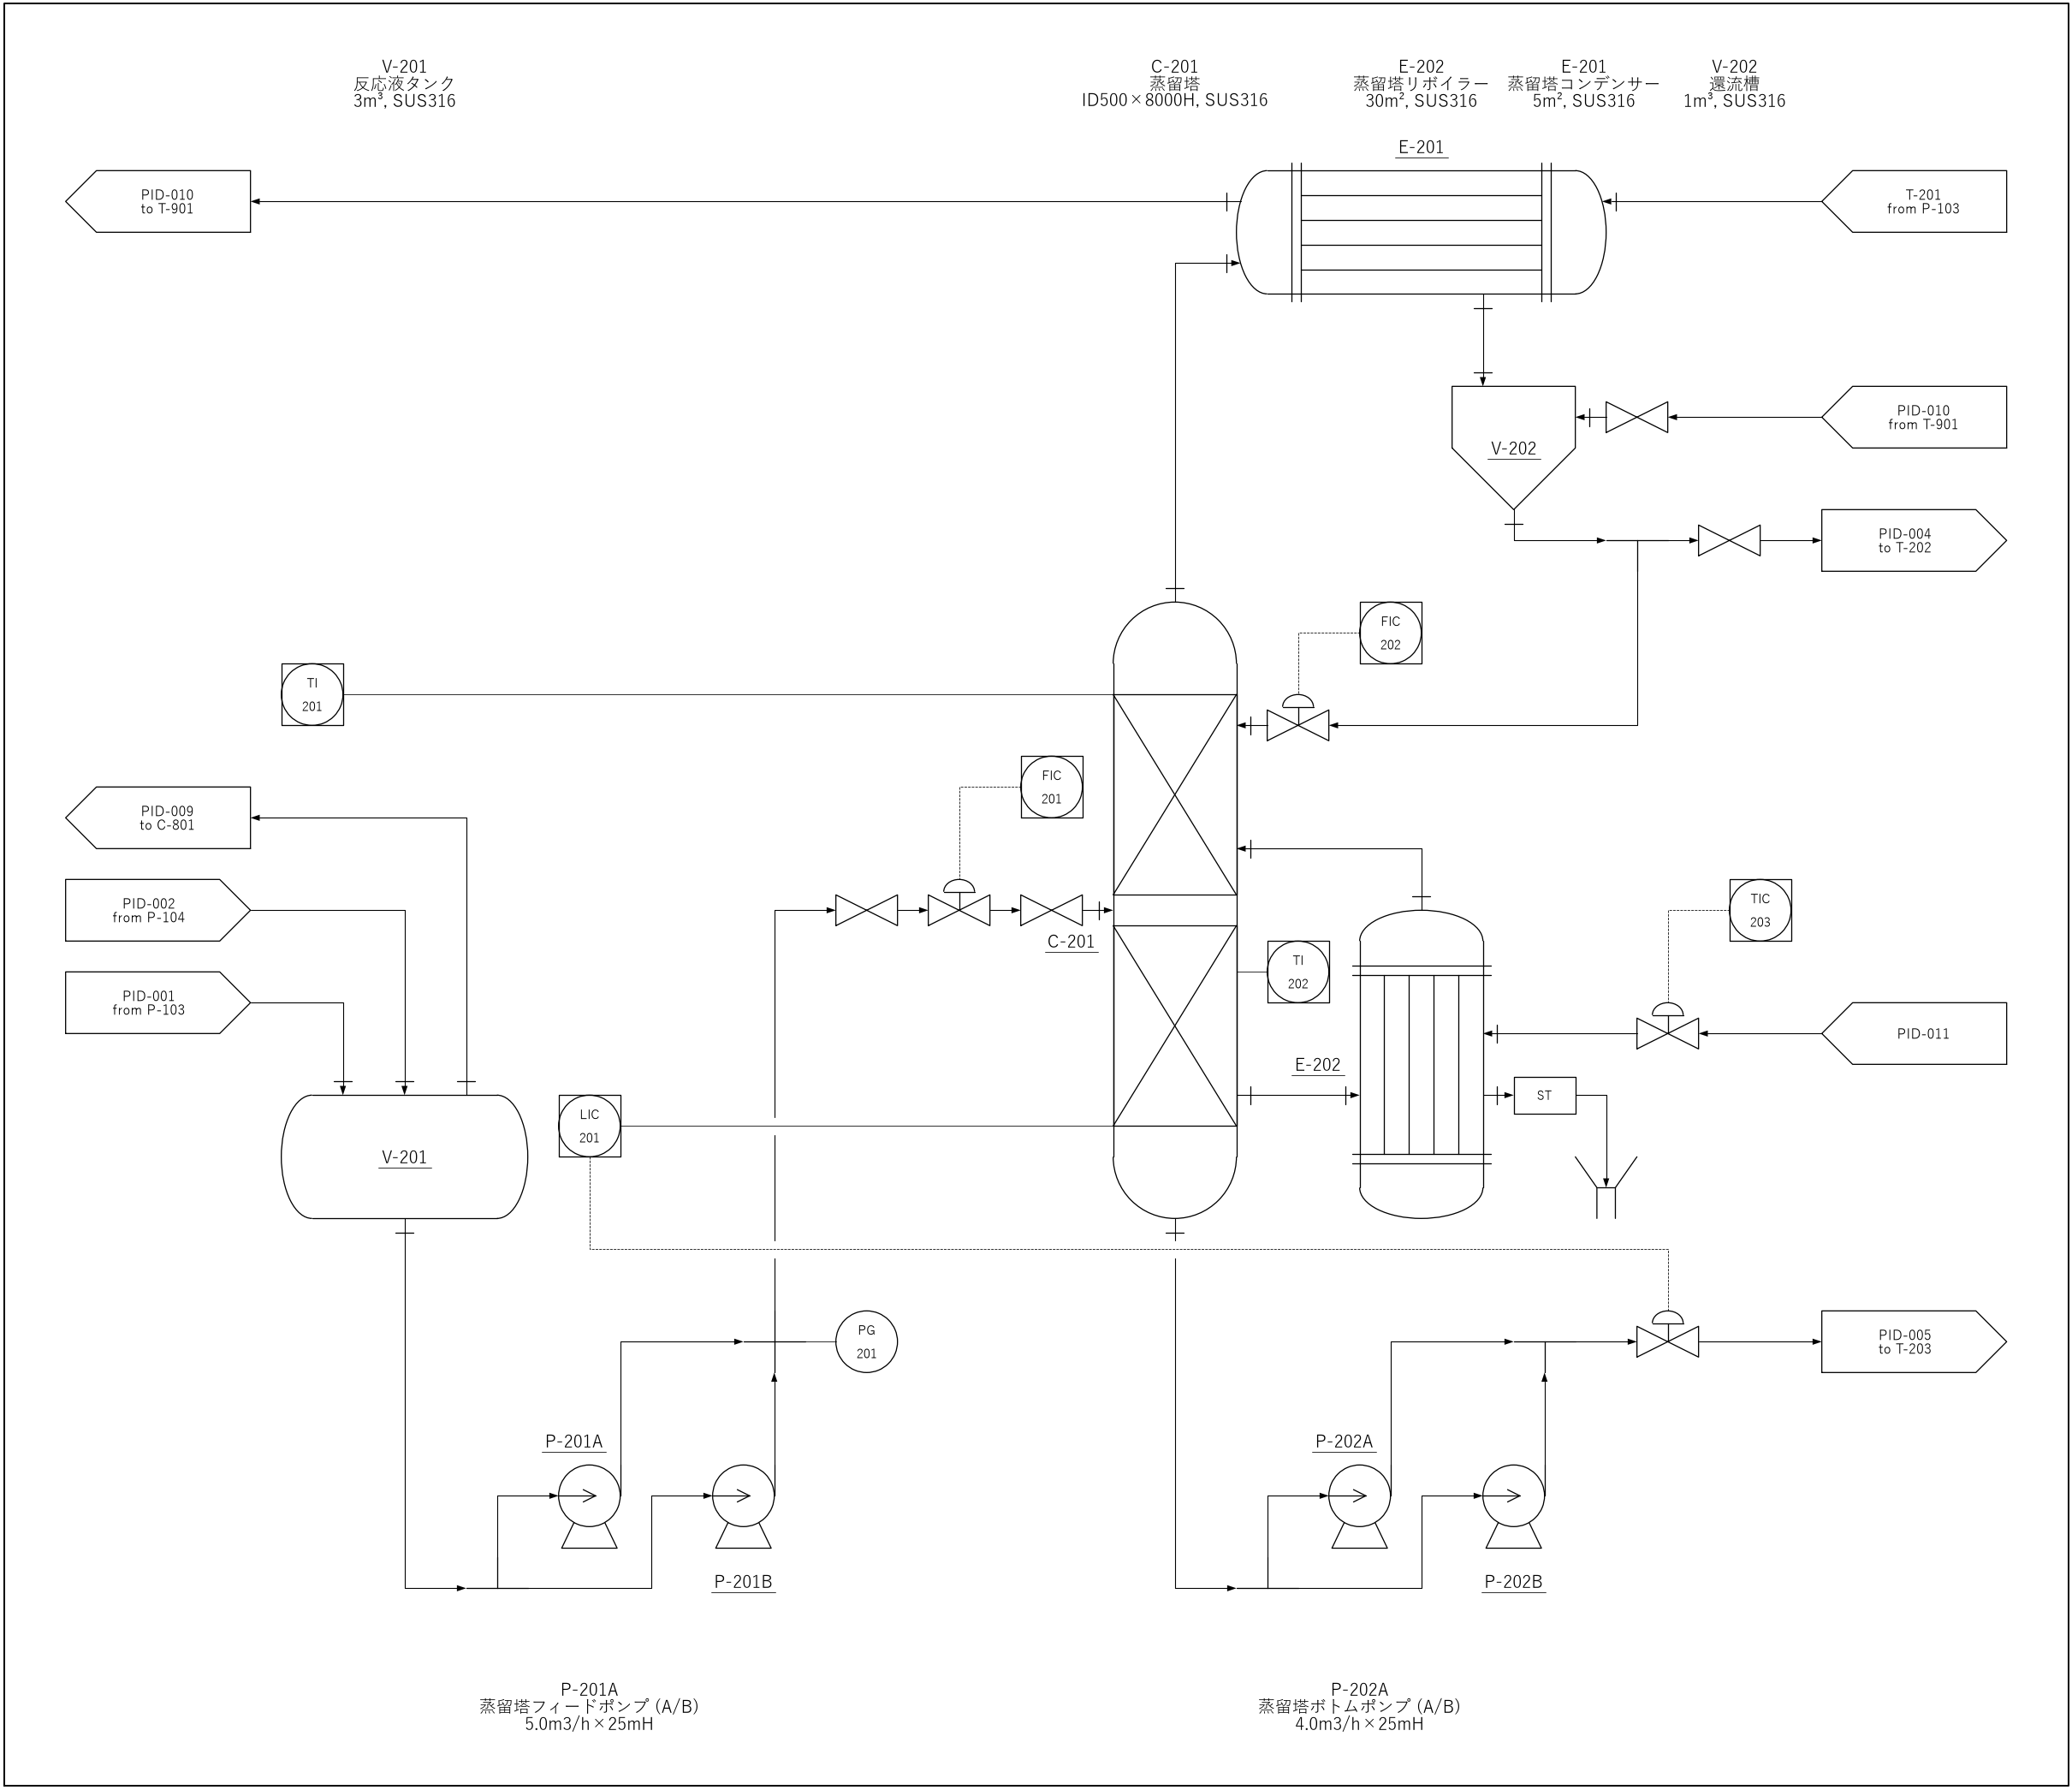 V-201
反応液タンク
3m³, SUS316
C-201
蒸留塔
ID500×8000H, SUS316
E-202
蒸留塔リボイラー
30m², SUS316
E-201
蒸留塔コンデンサー
5m², SUS316
V-202
還流槽
1m³, SUS316
E-201
PID-010
to T-901
T-201
from P-103
PID-010
from T-901
V-202
PID-004
to T-202
FIC
202
TI
201
FIC
201
PID-009
to C-801
PID-002
from P-104
TIC
203
C-201
TI
202
PID-001
from P-103
PID-011
E-202
ST
LIC
201
V-201
PG
201
PID-005
to T-203
P-201A
P-202A
P-201B
P-202B
P-201A
蒸留塔フィードポンプ (A/B)
5.0m3/h×25mH
P-202A
蒸留塔ボトムポンプ (A/B)
4.0m3/h×25mH